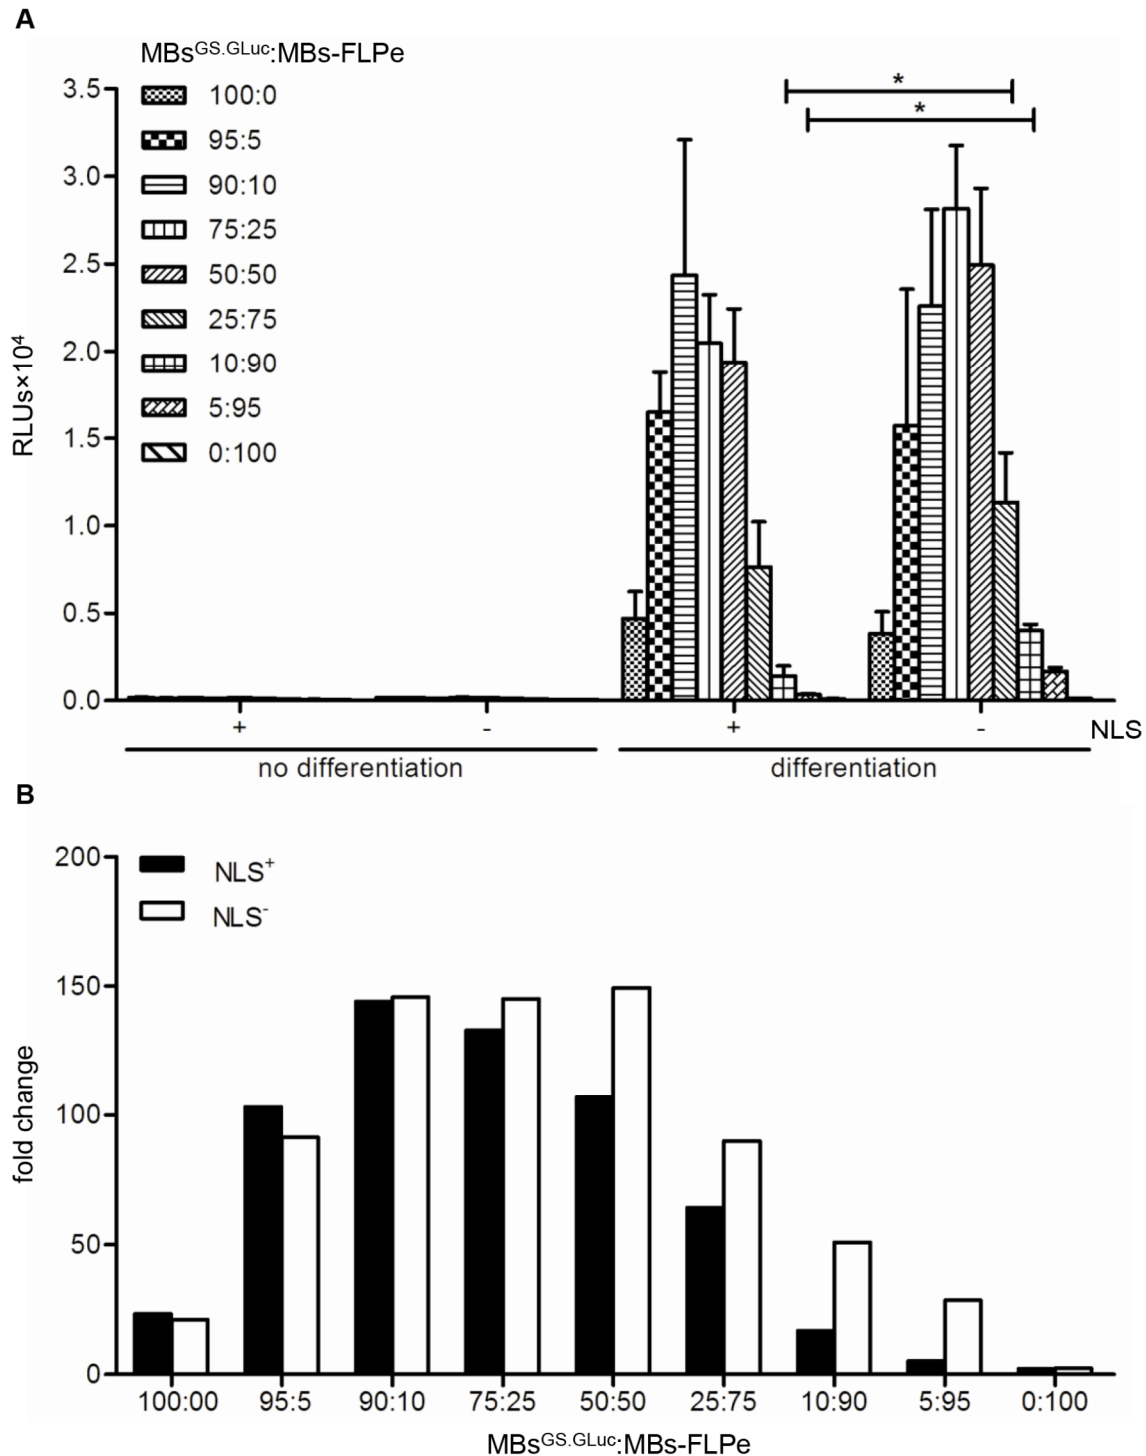 A
MBsGS.GLuc:MBs-FLPe
100:0
95:5
90:10
75:25
50:50
25:75
10:90
5:95
0:100
RLUs×10⁴
3.5
3.0
2.5
2.0
1.5
1.0
0.5
0.0
* 
*
+ - + - NLS
no differentiation differentiation
B
NLS⁺
NLS⁻
fold change
200
150
100
50
0
100:00 95:5 90:10 75:25 50:50 25:75 10:90 5:95 0:100
MBsGS.GLuc:MBs-FLPe